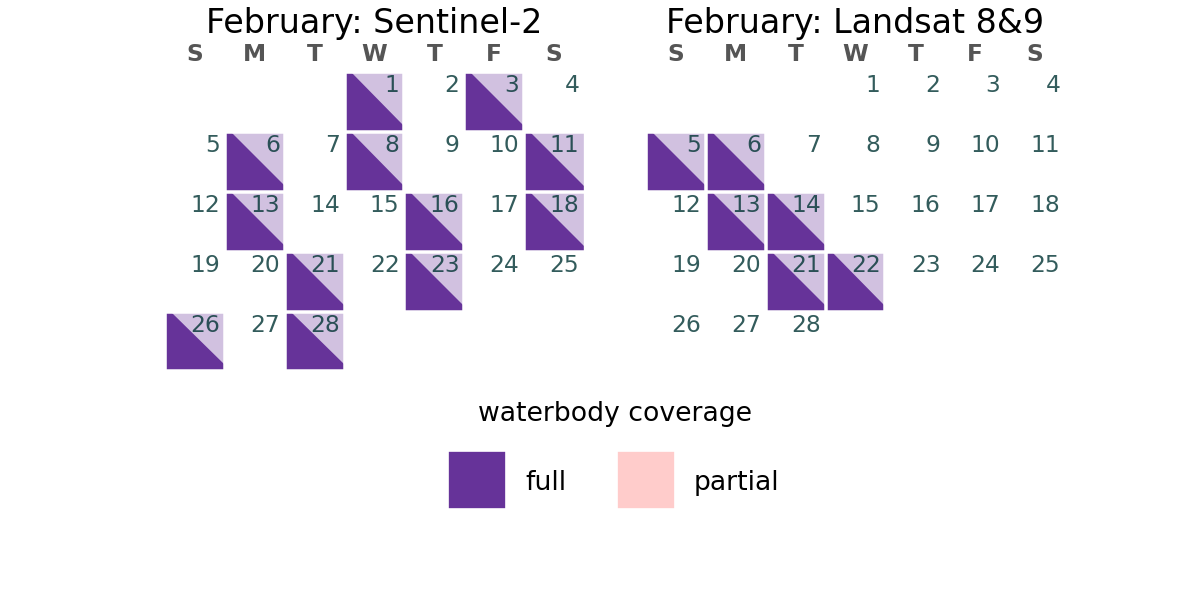 February: Sentinel-2
S M T W T F S
1 2 3 4
5 6 7 8 9 10 11
12 13 14 15 16 17 18
19 20 21 22 23 24 25
26 27 28
February: Landsat 8&9
S M T W T F S
1 2 3 4
5 6 7 8 9 10 11
12 13 14 15 16 17 18
19 20 21 22 23 24 25
26 27 28
waterbody coverage
full partial